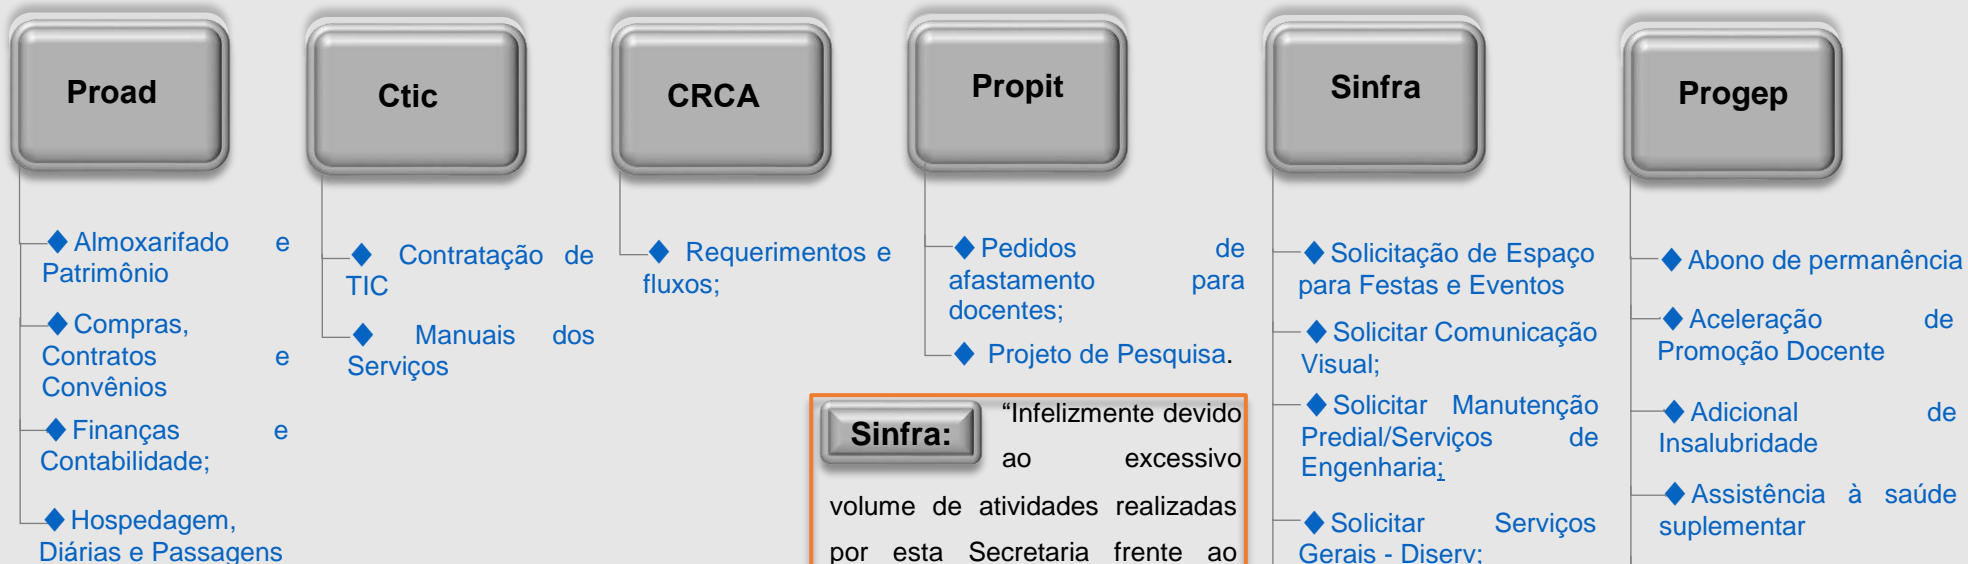 Proad
♦ Almoxarifado e
Patrimônio
♦ Compras,
Contratos e
Convênios
♦ Finanças e
Contabilidade;
♦ Hospedagem,
Diárias e Passagens
Ctic
♦ Contratação de
TIC
♦ Manuais dos
Serviços
CRCA
♦ Requerimentos e
fluxos;
Propit
♦ Pedidos de
afastamento para
docentes;
♦ Projeto de Pesquisa.
Sinfra: “Infelizmente devido
ao excessivo
volume de atividades realizadas
por esta Secretaria frente ao
Sinfra
♦ Solicitação de Espaço
para Festas e Eventos
♦ Solicitar Comunicação
Visual;
♦ Solicitar Manutenção
Predial/Serviços de
Engenharia;
♦ Solicitar Serviços
Gerais - Diserv;
Progep
♦ Abono de permanência
♦ Aceleração de
Promoção Docente
♦ Adicional de
Insalubridade
♦ Assistência à saúde
suplementar